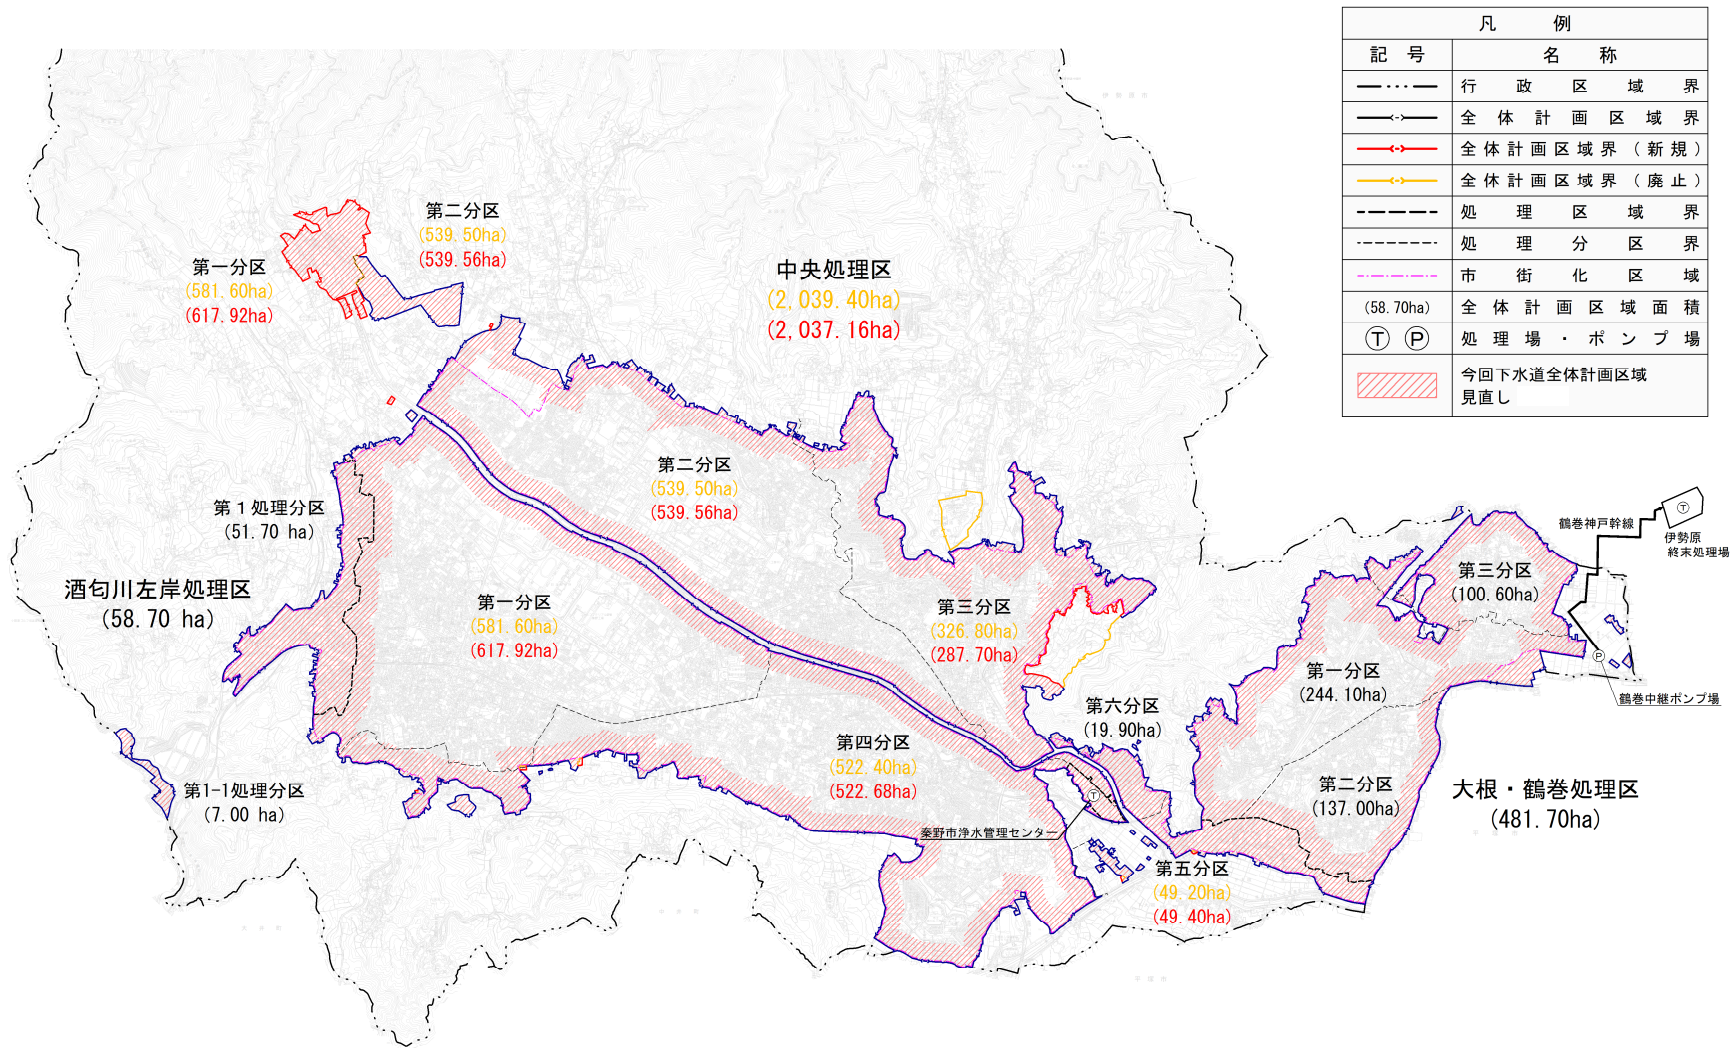 凡 例
記 号 名 称
行 政 区 域 界
全 体 計 画 区 域 界
全 体 計 画 区 域 界 ( 新 規 )
全 体 計 画 区 域 界 ( 廃 止 )
処 理 区 域 界
処 理 分 区 界
市 街 化 区 域
(58.70ha) 全 体 計 画 区 域 面 積
T P 処 理 場 ・ ポ ン プ 場
今回下水道全体計画区域
見直し
第二分区
(539.50ha)
(539.56ha)
第一分区
(581.60ha)
(617.92ha)
中央処理区
(2,039.40ha)
(2,037.16ha)
第二分区
(539.50ha)
(539.56ha)
第1処理分区
(51.70 ha)
酒匂川左岸処理区
(58.70 ha)
第一分区
(581.60ha)
(617.92ha)
第三分区
(326.80ha)
(287.70ha)
鶴巻神戸幹線
T
伊勢原
終末処理場
第三分区
(100.60ha)
P
鶴巻中継ポンプ場
第一分区
(244.10ha)
第六分区
(19.90ha)
第四分区
(522.40ha)
(522.68ha)
第1-1処理分区
(7.00 ha)
第二分区
(137.00ha)
大根・鶴巻処理区
(481.70ha)
T
秦野市浄水管理センター
第五分区
(49.20ha)
(49.40ha)